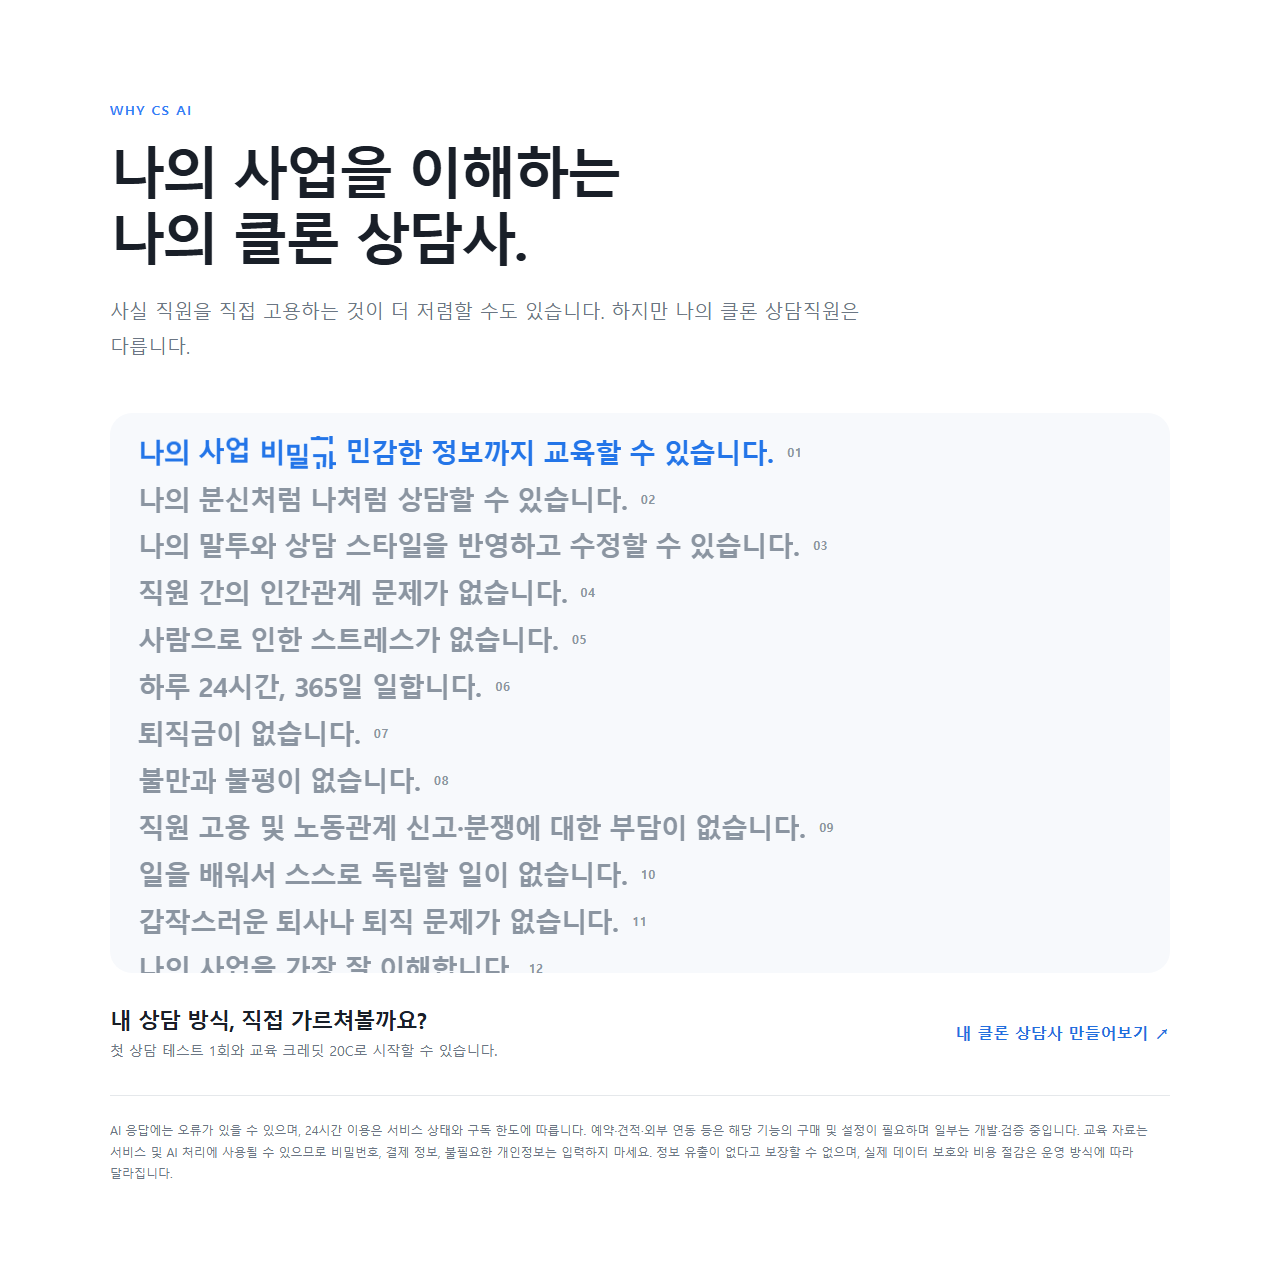 WHY CS AI
나의 사업을 이해하는
나의 클론 상담사.
사실 직원을 직접 고용하는 것이 더 저렴할 수도 있습니다. 하지만 나의 클론 상담직원은
다릅니다.
나의 사업 비밀과 민감한 정보까지 교육할 수 있습니다. 01
나의 분신처럼 나처럼 상담할 수 있습니다. 02
나의 말투와 상담 스타일을 반영하고 수정할 수 있습니다. 03
직원 간의 인간관계 문제가 없습니다. 04
사람으로 인한 스트레스가 없습니다. 05
하루 24시간, 365일 일합니다. 06
퇴직금이 없습니다. 07
불만과 불평이 없습니다. 08
직원 고용 및 노동관계 신고·분쟁에 대한 부담이 없습니다. 09
일을 배워서 스스로 독립할 일이 없습니다. 10
갑작스러운 퇴사나 퇴직 문제가 없습니다. 11
나의 사업을 가장 잘 이해합니다. 12
내 상담 방식, 직접 가르쳐볼까요?
첫 상담 테스트 1회와 교육 크레딧 20C로 시작할 수 있습니다.
내 클론 상담사 만들어보기 ↗
AI 응답에는 오류가 있을 수 있으며, 24시간 이용은 서비스 상태와 구독 한도에 따릅니다. 예약·견적·외부 연동 등은 해당 기능의 구매 및 설정이 필요하며 일부는 개발·검증 중입니다. 교육 자료는
서비스 및 AI 처리에 사용될 수 있으므로 비밀번호, 결제 정보, 불필요한 개인정보는 입력하지 마세요. 정보 유출이 없다고 보장할 수 없으며, 실제 데이터 보호와 비용 절감은 운영 방식에 따라
달라집니다.